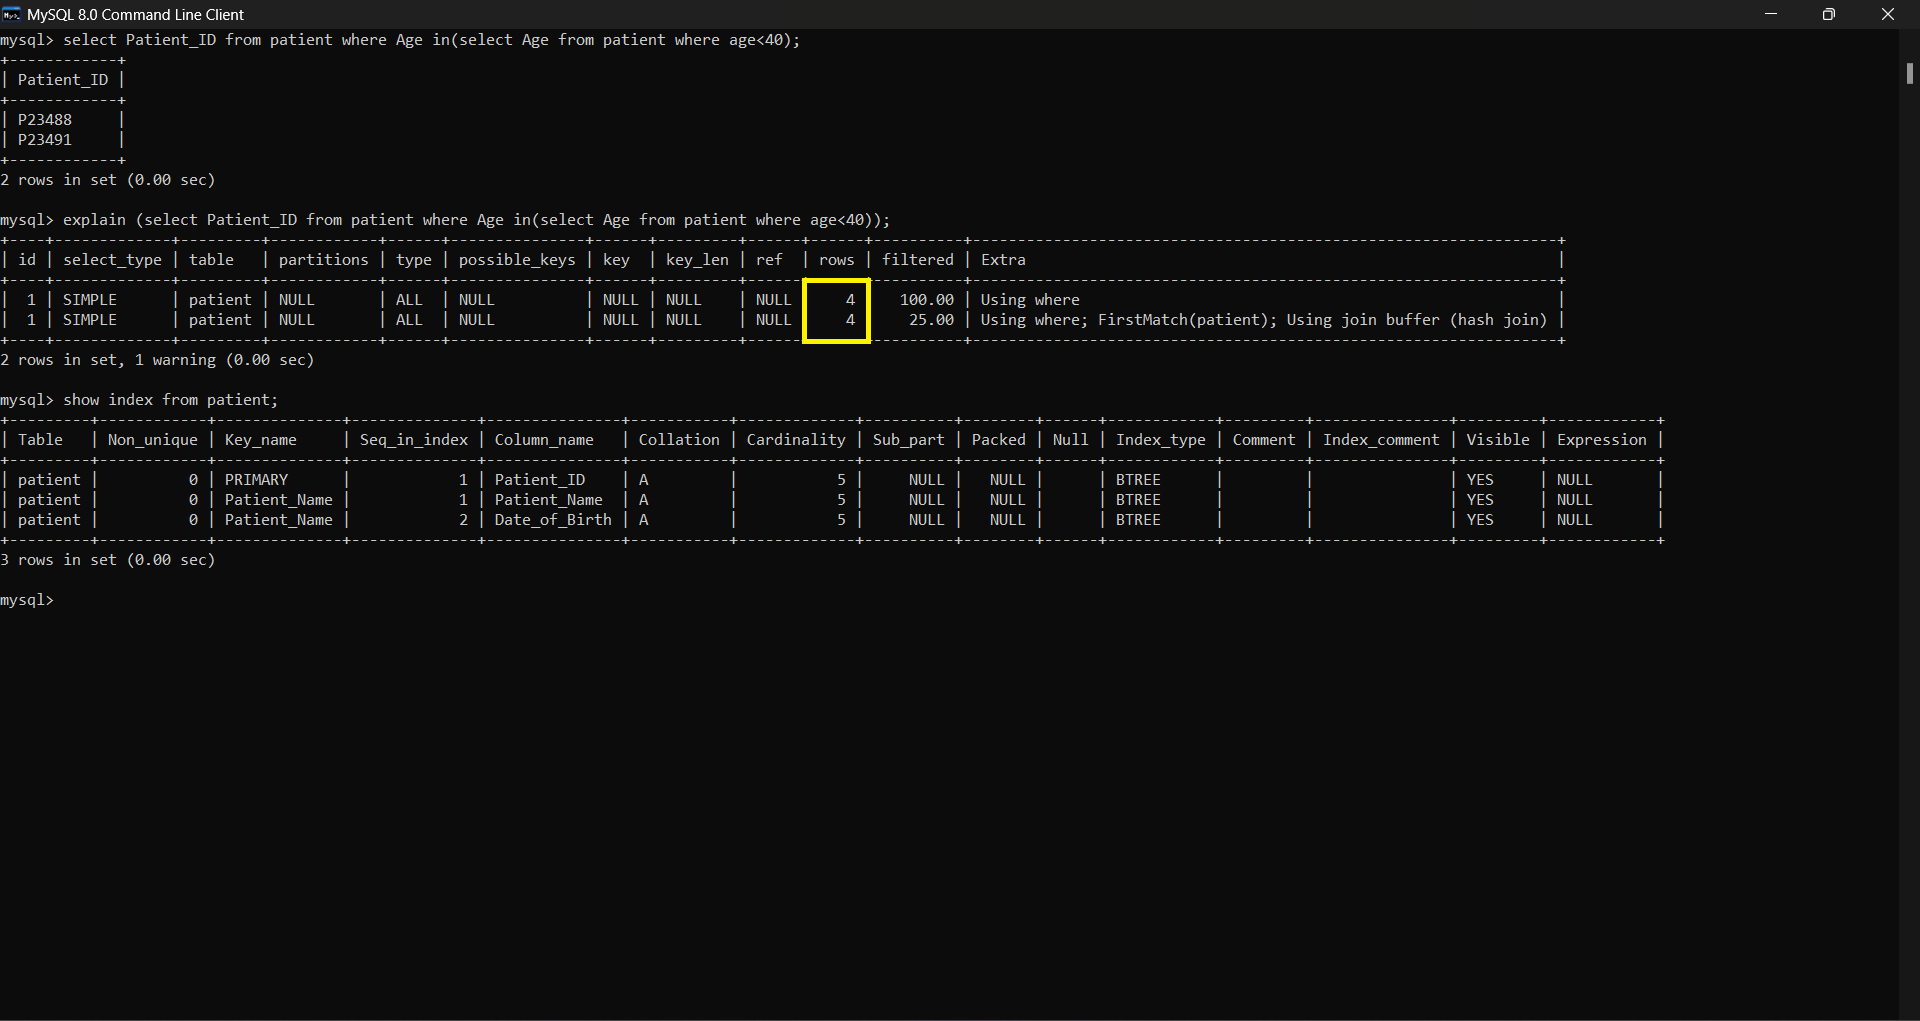 MySQL 8.0 Command Line Client
mysql> select Patient_ID from patient where Age in(select Age from patient where age<40);
+------------+
| Patient_ID |
+------------+
| P23488     |
| P23491     |
+------------+
2 rows in set (0.00 sec)
mysql> explain (select Patient_ID from patient where Age in(select Age from patient where age<40));
+----+-------------+---------+------------+------+---------------+------+---------+------+------+----------+----------------------------------------------------------------+
| id | select_type | table   | partitions | type | possible_keys | key  | key_len | ref  | rows | filtered | Extra                                                          |
+----+-------------+---------+------------+------+---------------+------+---------+------+------+----------+----------------------------------------------------------------+
|  1 | SIMPLE      | patient | NULL       | ALL  | NULL          | NULL | NULL    | NULL |    4 |   100.00 | Using where                                                    |
|  1 | SIMPLE      | patient | NULL       | ALL  | NULL          | NULL | NULL    | NULL |    4 |    25.00 | Using where; FirstMatch(patient); Using join buffer (hash join) |
+----+-------------+---------+------------+------+---------------+------+---------+------+------+----------+----------------------------------------------------------------+
2 rows in set, 1 warning (0.00 sec)
mysql> show index from patient;
+---------+------------+--------------+--------------+---------------+-----------+-------------+----------+--------+------+------------+---------+---------------+---------+------------+
| Table   | Non_unique | Key_name     | Seq_in_index | Column_name   | Collation | Cardinality | Sub_part | Packed | Null | Index_type | Comment | Index_comment | Visible | Expression |
+---------+------------+--------------+--------------+---------------+-----------+-------------+----------+--------+------+------------+---------+---------------+---------+------------+
| patient |          0 | PRIMARY      |            1 | Patient_ID    | A         |           5 |     NULL |   NULL |      | BTREE      |         |               | YES     | NULL       |
| patient |          0 | Patient_Name |            1 | Patient_Name  | A         |           5 |     NULL |   NULL |      | BTREE      |         |               | YES     | NULL       |
| patient |          0 | Patient_Name |            2 | Date_of_Birth | A         |           5 |     NULL |   NULL |      | BTREE      |         |               | YES     | NULL       |
+---------+------------+--------------+--------------+---------------+-----------+-------------+----------+--------+------+------------+---------+---------------+---------+------------+
3 rows in set (0.00 sec)
mysql>